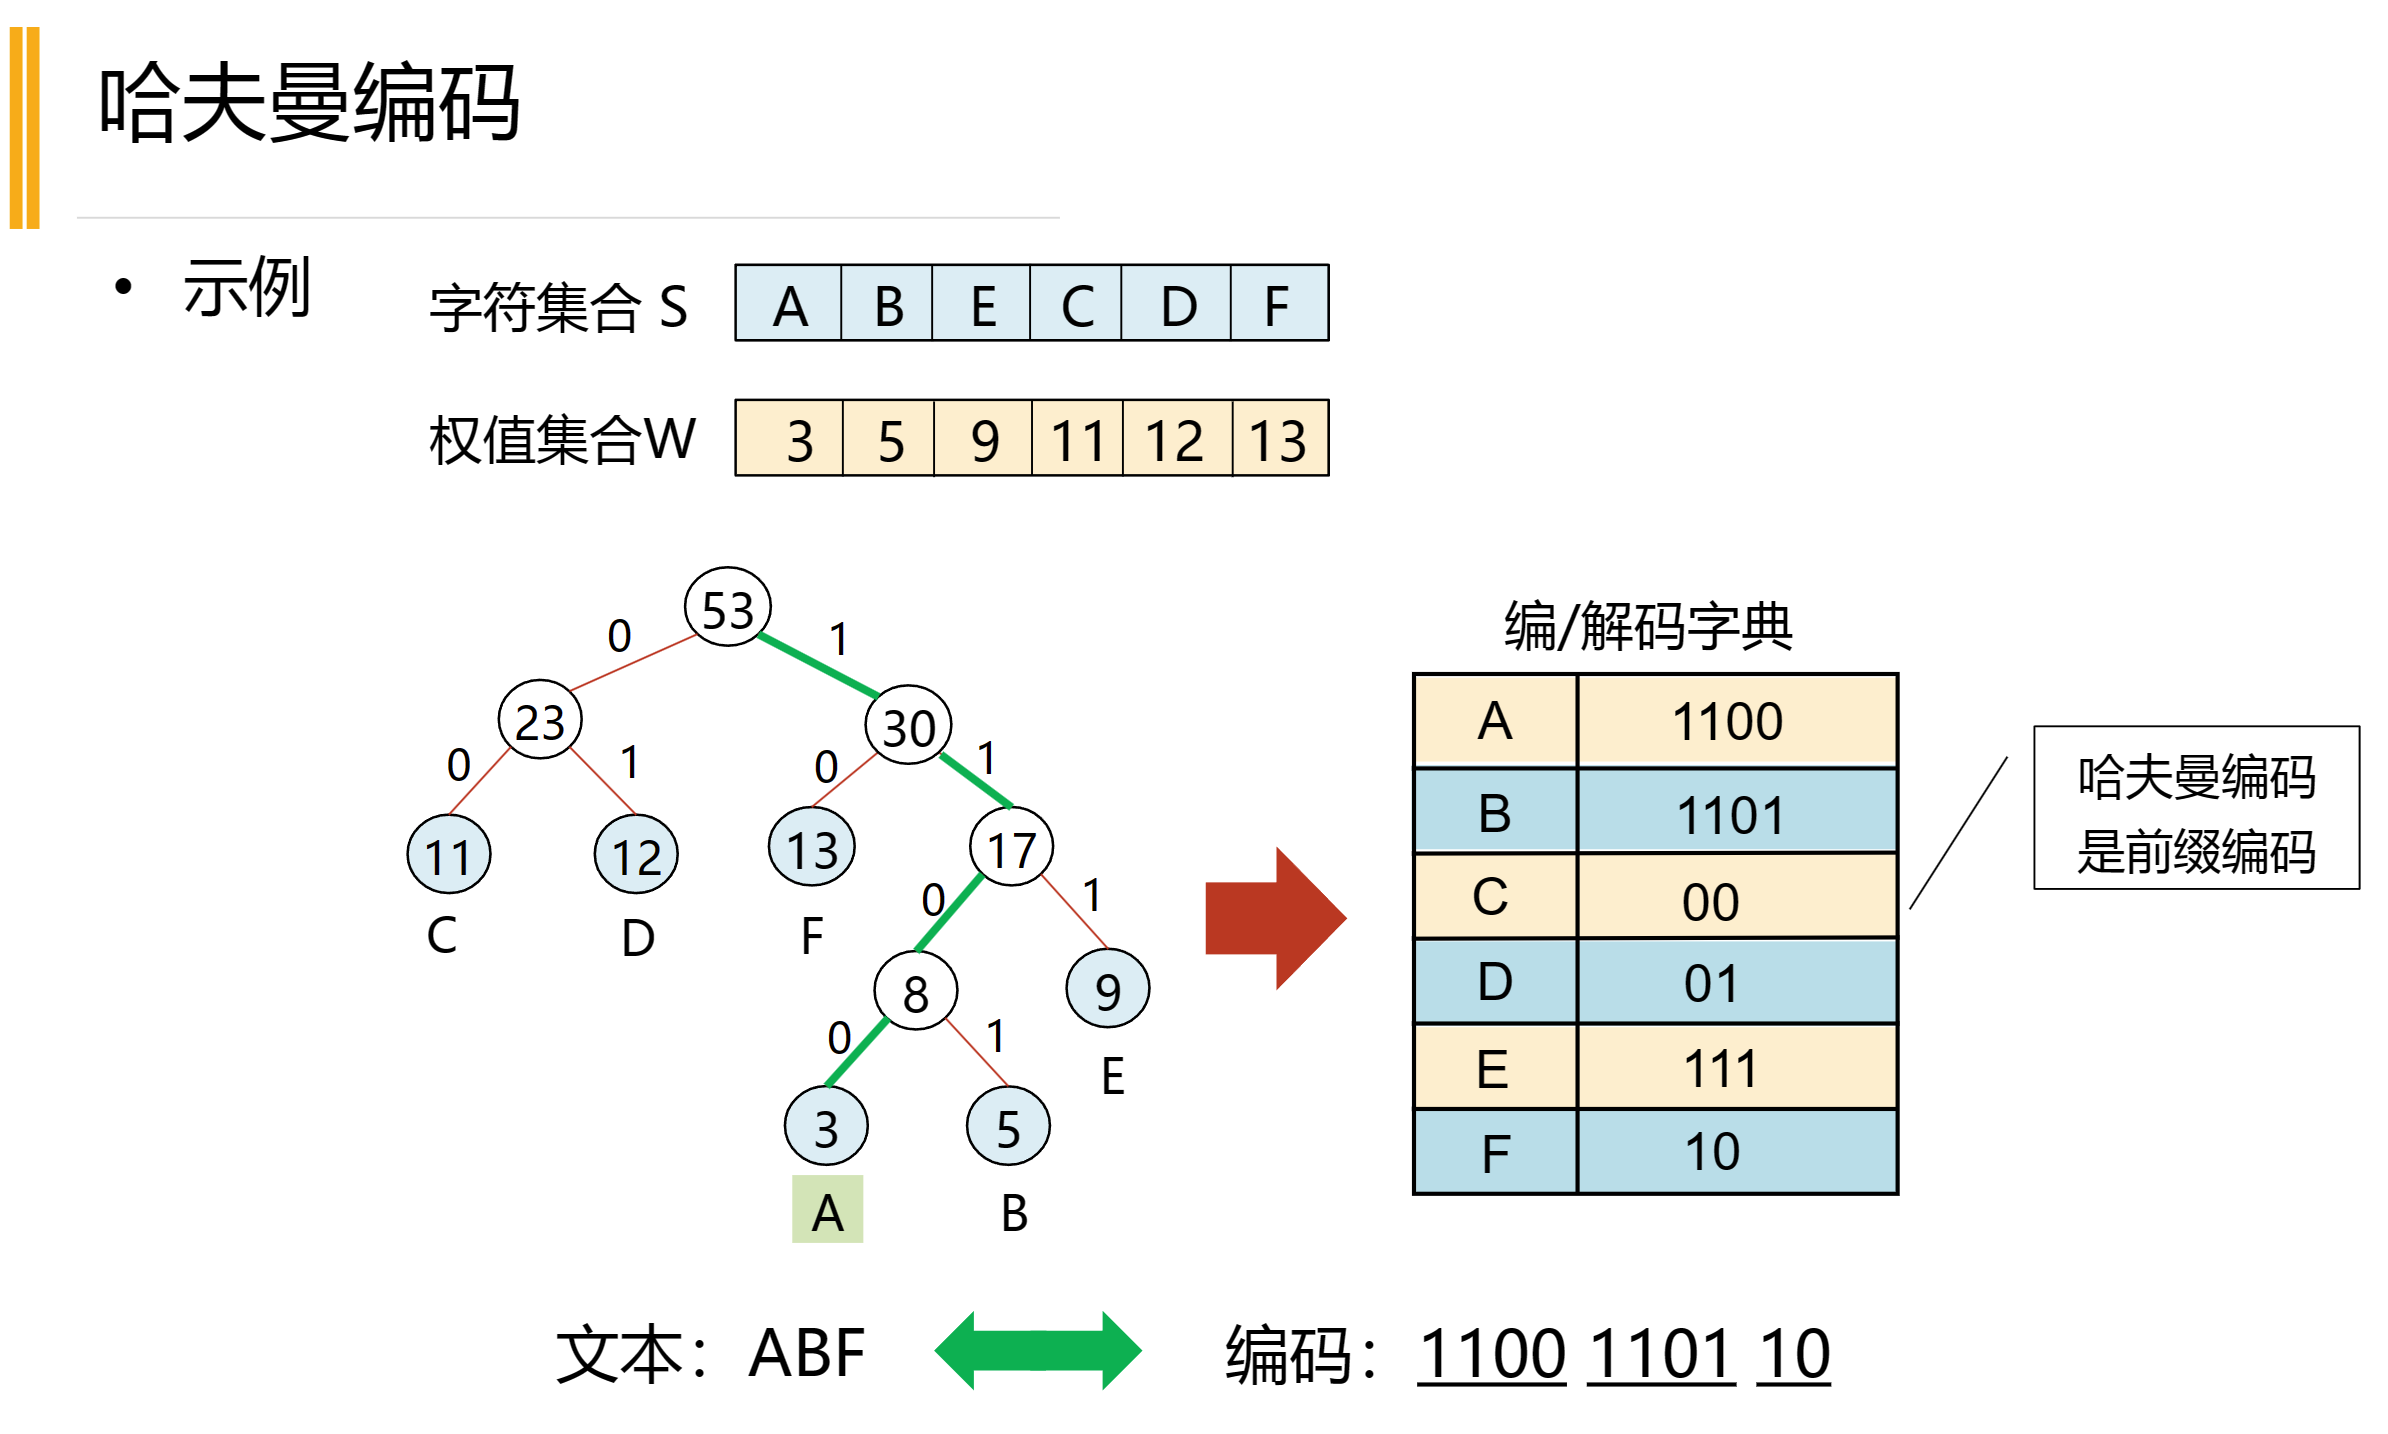 哈夫曼编码
• 示例
字符集合 S
A B E C D F
权值集合W
3 5 9 11 12 13
53
0 1
23 30
0 1 0 1
11 12 13 17
C D F
0 1
8 9
E
0 1
3 5
A B
编/解码字典
A 1100
B 1101
C 00
D 01
E 111
F 10
哈夫曼编码
是前缀编码
文本：ABF
编码：1100 1101 10